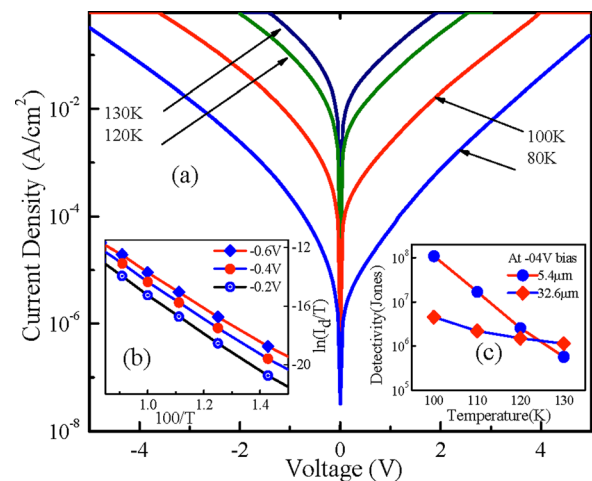 Current Density (A/cm²)
10⁻²
10⁻⁴
10⁻⁶
10⁻⁸
130K
120K
100K
80K
(a)
-0.6V
-0.4V
-0.2V
(b)
-12
-16
-20
ln(I_d/T)
1.0 1.2 1.4
100/T
At -04V bias
5.4μm
32.6μm
(c)
Detectivity(Jones)
10⁸
10⁷
10⁶
10⁵
100 110 120 130
Temperature(K)
-4 -2 0 2 4
Voltage (V)